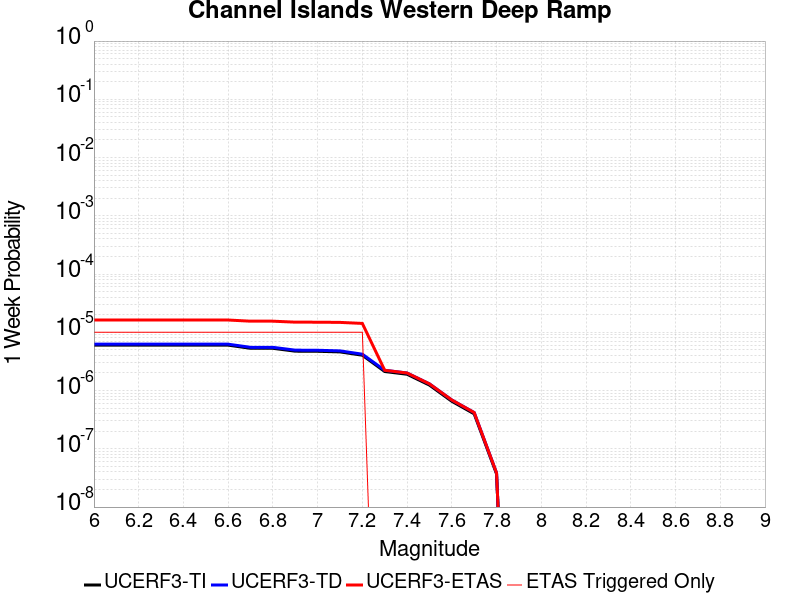 Channel Islands Western Deep Ramp
10^0
10^-1
10^-2
10^-3
10^-4
10^-5
10^-6
10^-7
10^-8
1 Week Probability
6 6.2 6.4 6.6 6.8 7 7.2 7.4 7.6 7.8 8 8.2 8.4 8.6 8.8 9
Magnitude
UCERF3-TI UCERF3-TD UCERF3-ETAS ETAS Triggered Only